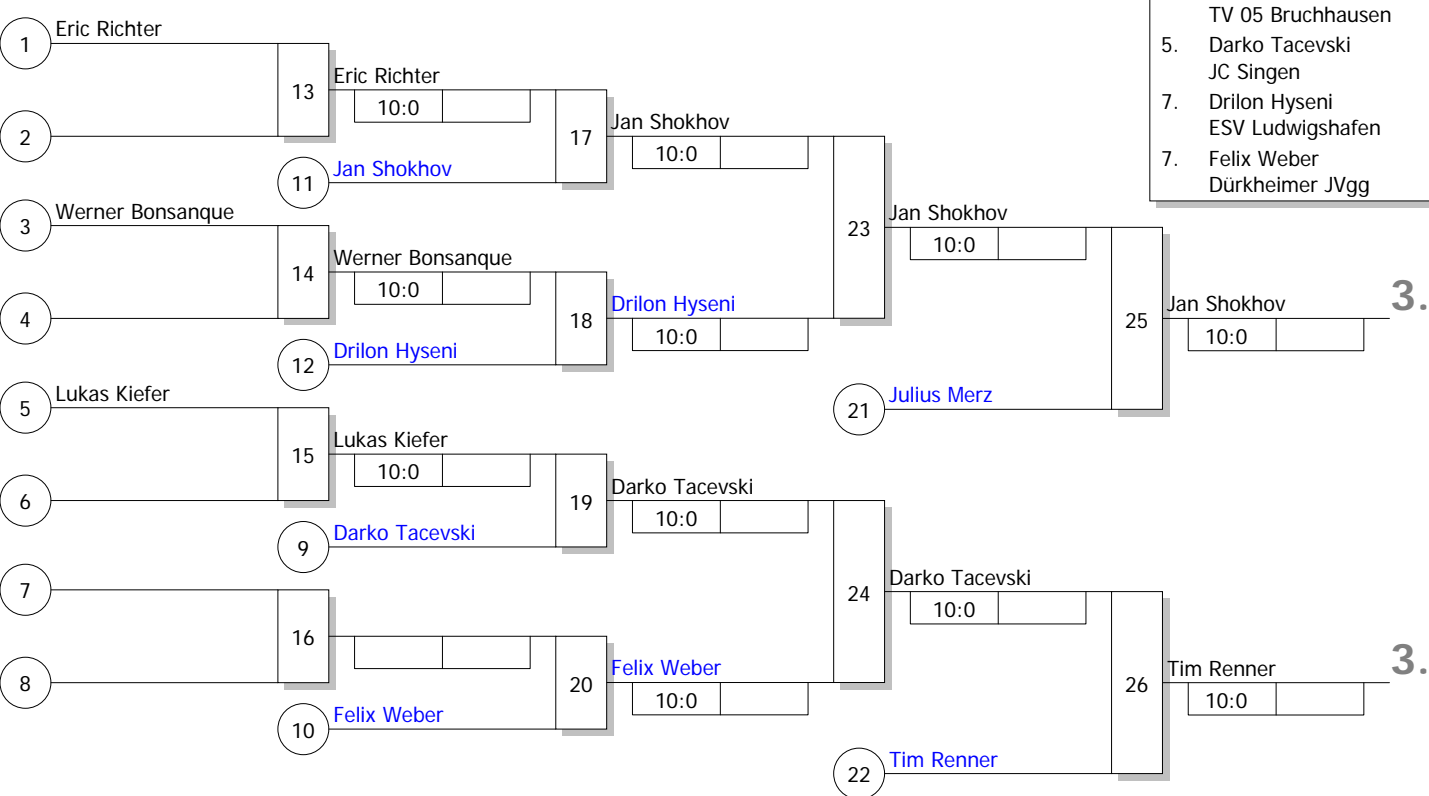 TV 05 Bruchhausen
5. Darko Tacevski
JC Singen
7. Drilon Hyseni
ESV Ludwigshafen
7. Felix Weber
Dürkheimer JVgg
1 Eric Richter
2
13 Eric Richter
10:0
11 Jan Shokhov
17 Jan Shokhov
10:0
3 Werner Bonsanque
4
14 Werner Bonsanque
10:0
12 Drilon Hyseni
18 Drilon Hyseni
10:0
23 Jan Shokhov
10:0
21 Julius Merz
25 Jan Shokhov 3.
10:0
5 Lukas Kiefer
6
15 Lukas Kiefer
10:0
9 Darko Tacevski
19 Darko Tacevski
10:0
7
8
16
10 Felix Weber
20 Felix Weber
10:0
24 Darko Tacevski
10:0
22 Tim Renner
26 Tim Renner 3.
10:0